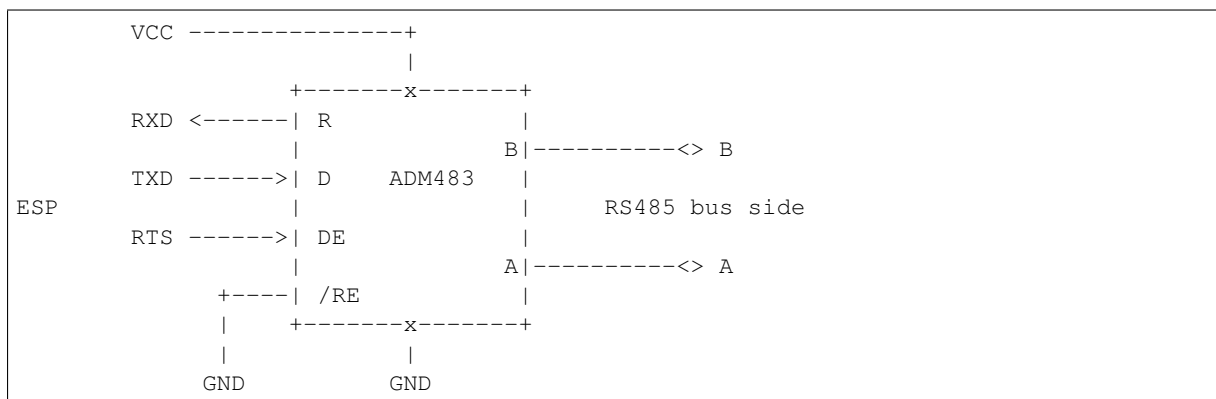 VCC ---------------+
|
+-------x-------+
RXD <------| R |
| B|----------<> B
TXD ------>| D ADM483 |
ESP | | RS485 bus side
RTS ------>| DE |
| A|----------<> A
+----| /RE |
| +-------x-------+
| |
GND GND